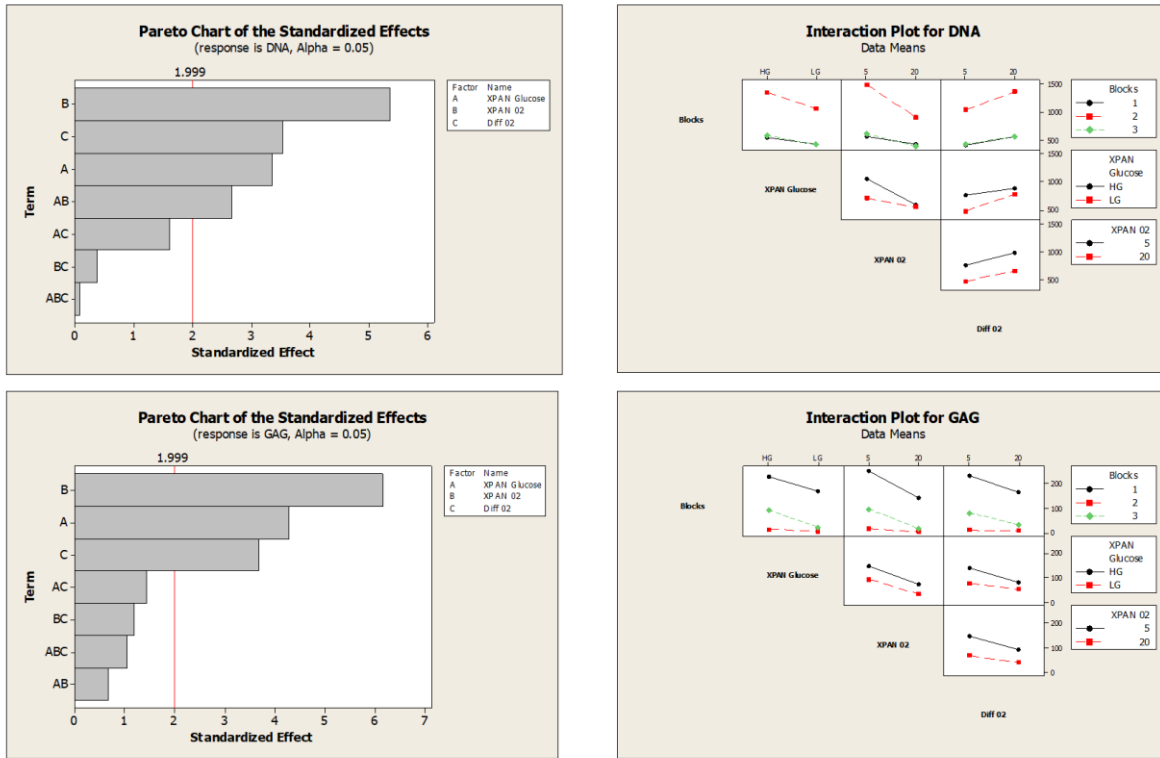 Pareto Chart of the Standardized Effects
(response is DNA, Alpha = 0.05)
1.999
Factor Name
A XPAN Glucose
B XPAN 02
C Diff 02
Term
B
C
A
AB
AC
BC
ABC
0 1 2 3 4 5 6
Standardized Effect
Interaction Plot for DNA
Data Means
HG LG 5 20 5 20
Blocks
1500
1000
500
Blocks
1
2
3
XPAN Glucose
1500
1000
500
XPAN
Glucose
HG
LG
XPAN 02
1500
1000
500
XPAN 02
5
20
Diff 02
Pareto Chart of the Standardized Effects
(response is GAG, Alpha = 0.05)
1.999
Factor Name
A XPAN Glucose
B XPAN 02
C Diff 02
Term
B
A
C
AC
BC
ABC
AB
0 1 2 3 4 5 6 7
Standardized Effect
Interaction Plot for GAG
Data Means
HG LG 5 20 5 20
Blocks
200
100
0
Blocks
1
2
3
XPAN Glucose
200
100
0
XPAN
Glucose
HG
LG
XPAN 02
200
100
0
XPAN 02
5
20
Diff 02